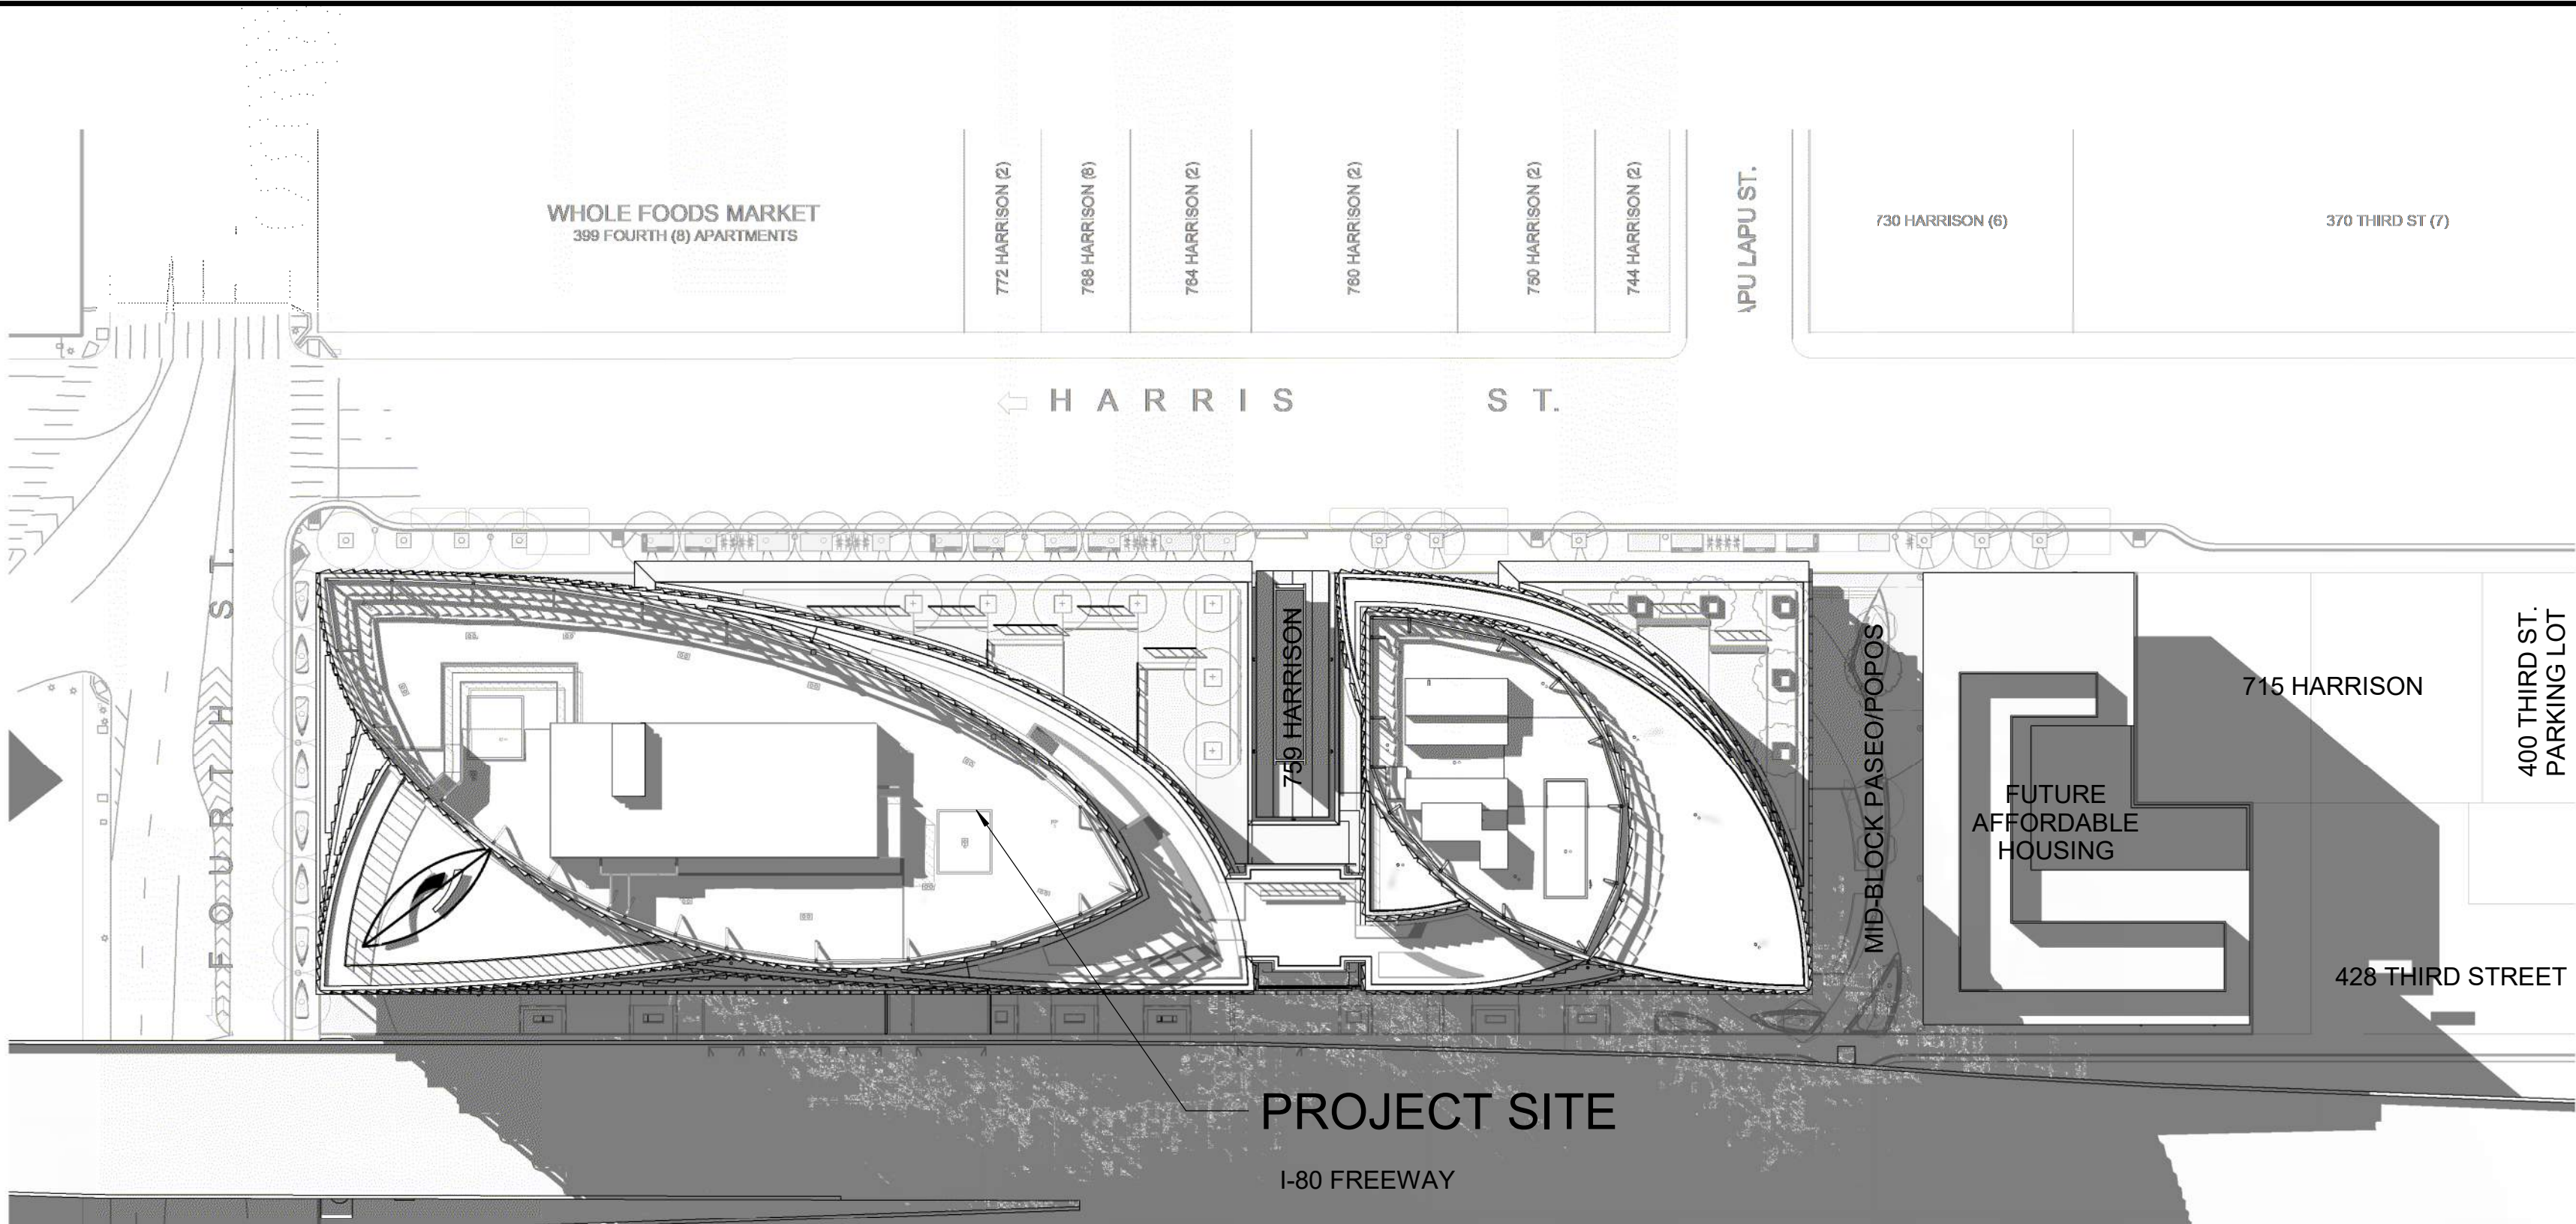 WHOLE FOODS MARKET
399 FOURTH (8) APARTMENTS
772 HARRISON (2)
768 HARRISON (8)
764 HARRISON (2)
760 HARRISON (2)
750 HARRISON (2)
744 HARRISON (2)
APU LAPU ST.
730 HARRISON (6)
370 THIRD ST (7)
HARRIS ST.
FOURTH ST.
759 HARRISON
MID-BLOCK PASEO/POPOS
FUTURE
AFFORDABLE
HOUSING
715 HARRISON
400 THIRD ST.
PARKING LOT
428 THIRD STREET
PROJECT SITE
I-80 FREEWAY